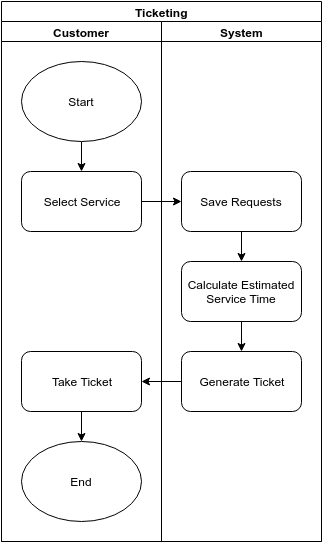 Ticketing
Customer
System
Start
Select Service
Save Requests
Calculate Estimated
Service Time
Generate Ticket
Take Ticket
End